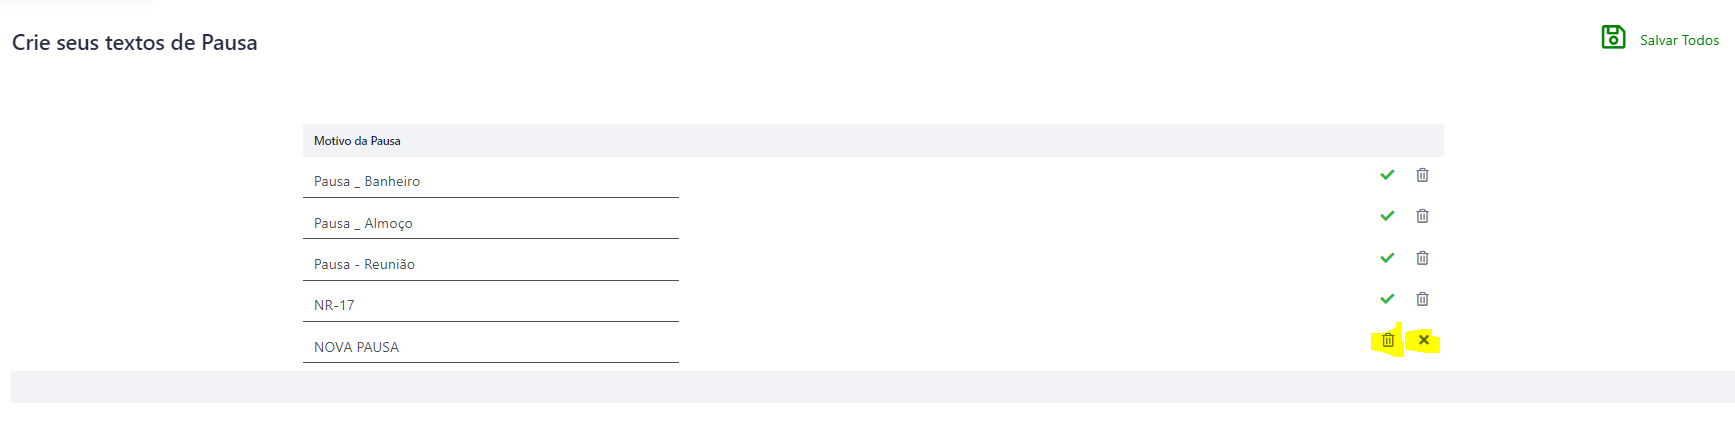 Crie seus textos de Pausa
Salvar Todos
Motivo da Pausa
Pausa _ Banheiro
Pausa _ Almoço
Pausa - Reunião
NR-17
NOVA PAUSA